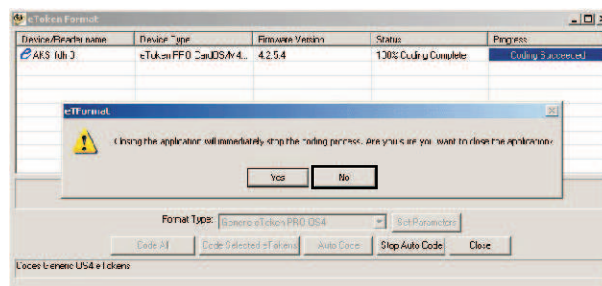 eToken Format
Device/Reader name Device Type Firmware Version Status Progress
AKS ifdh 0 eToken PRO CardOS/M4... 4.2.5.4 100% Coding Complete Coding Succeeded
eTFormat
Closing the application will immediately stop the coding process. Are you sure you want to close the application?
Yes No
Format Type: Generic eToken PRO OS4 Set Parameters
Code All Code Selected eTokens Auto Code Stop Auto Code Close
Codes Generic OS4 eTokens